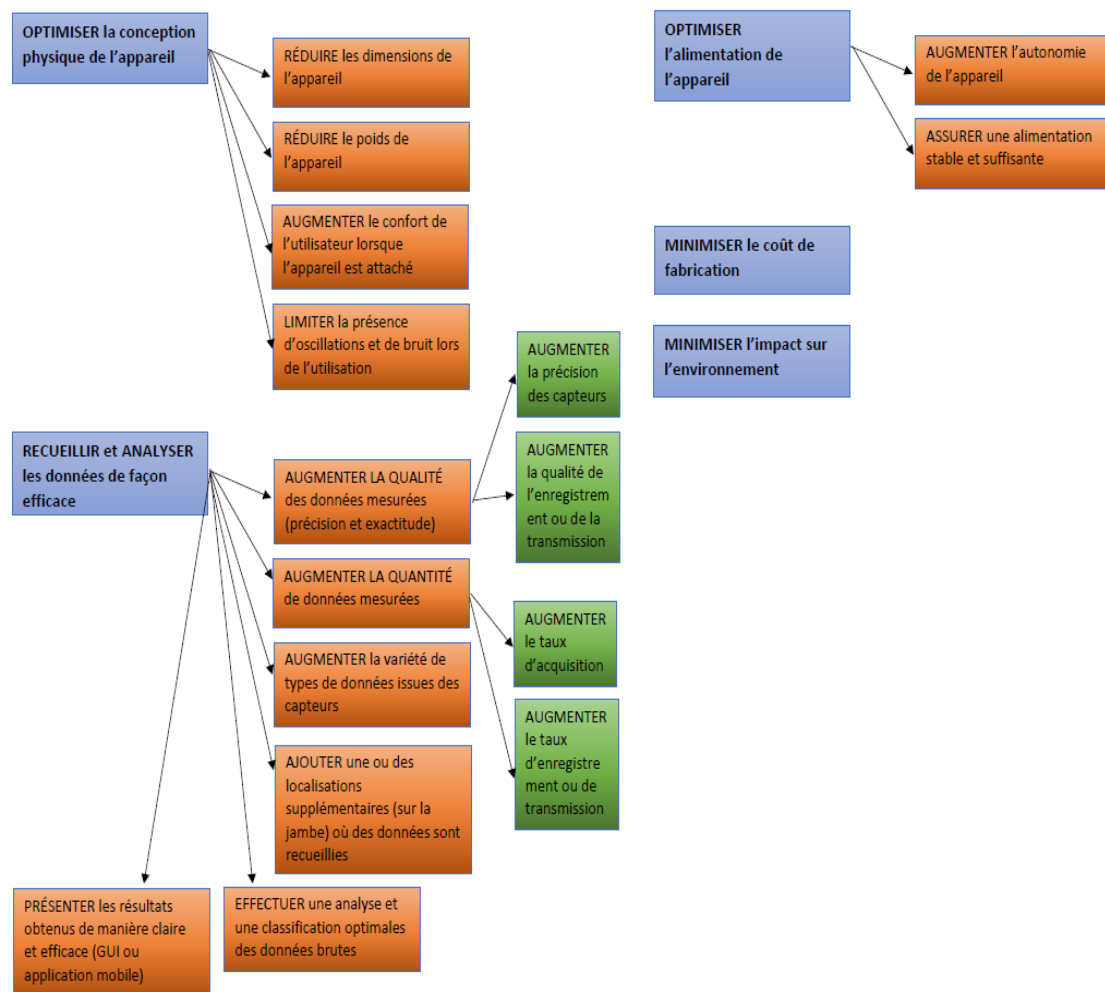 OPTIMISER la conception
physique de l'appareil
RÉDUIRE les dimensions de
l'appareil
RÉDUIRE le poids de
l'appareil
AUGMENTER le confort de
l'utilisateur lorsque
l'appareil est attaché
LIMITER la présence
d'oscillations et de bruit lors
de l'utilisation
RECUEILLIR et ANALYSER
les données de façon
efficace
AUGMENTER LA QUALITÉ
des données mesurées
(précision et exactitude)
AUGMENTER
la précision
des capteurs
AUGMENTER
la qualité de
l'enregistrem
ent ou de la
transmission
AUGMENTER LA QUANTITÉ
de données mesurées
AUGMENTER
le taux
d'acquisition
AUGMENTER
le taux
d'enregistre
ment ou de
transmission
AUGMENTER la variété de
types de données issues des
capteurs
AJOUTER une ou des
localisations
supplémentaires (sur la
jambe) où des données sont
recueillies
PRÉSENTER les résultats
obtenus de manière claire
et efficace (GUI ou
application mobile)
EFFECTUER une analyse et
une classification optimales
des données brutes
OPTIMISER
l'alimentation de
l'appareil
AUGMENTER l'autonomie
de l'appareil
ASSURER une alimentation
stable et suffisante
MINIMISER le coût de
fabrication
MINIMISER l'impact sur
l'environnement